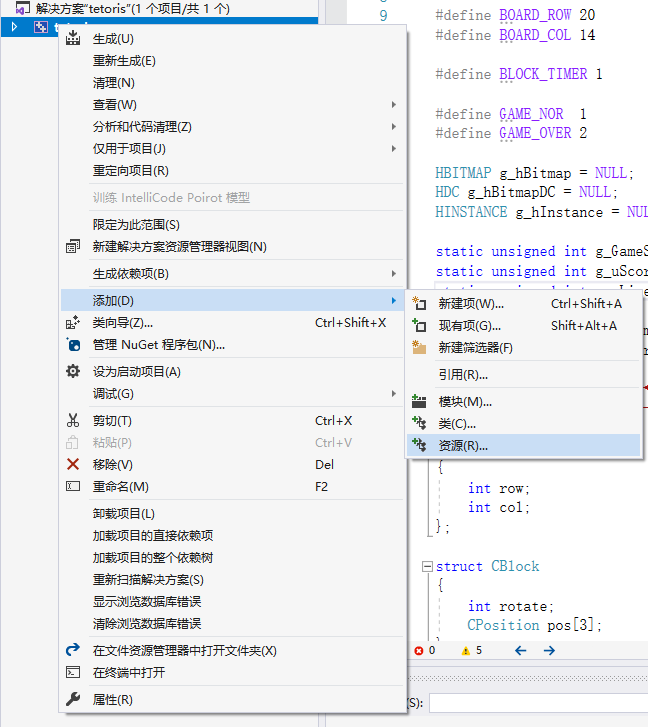 解决方案“tetoris”(1 个项目/共 1 个)
生成(U)
重新生成(E)
清理(N)
查看(W)
分析和代码清理(Z)
仅用于项目(J)
重定向项目(R)
训练 IntelliCode Poirot 模型
限定为此范围(S)
新建解决方案资源管理器视图(N)
生成依赖项(B)
添加(D)
类向导(Z)... Ctrl+Shift+X
管理 NuGet 程序包(N)...
设为启动项目(A)
调试(G)
剪切(T) Ctrl+X
粘贴(P) Ctrl+V
移除(V) Del
重命名(M) F2
卸载项目(L)
加载项目的直接依赖项
加载项目的整个依赖树
重新扫描解决方案(S)
显示浏览数据库错误
清除浏览数据库错误
在文件资源管理器中打开文件夹(X)
在终端中打开
属性(R)
新建项(W)... Ctrl+Shift+A
现有项(G)... Shift+Alt+A
新建筛选器(F)
引用(R)...
模块(M)...
类(C)...
资源(R)...
9 #define BOARD_ROW 20
#define BOARD_COL 14
#define BLOCK_TIMER 1
#define GAME_NOR 1
#define GAME_OVER 2
HBITMAP g_hBitmap = NULL;
HDC g_hBitmapDC = NULL;
HINSTANCE g_hInstance = NUL
static unsigned int g_GameS
static unsigned int g_uScor
{
int row;
int col;
};
struct CBlock
{
int rotate;
CPosition pos[3];
0 5
(S):